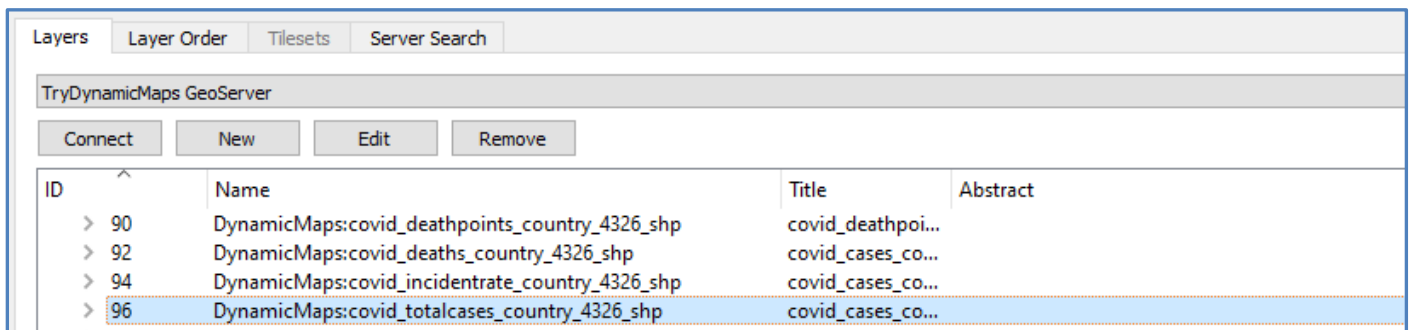 Layers Layer Order Tilesets Server Search
TryDynamicMaps GeoServer
Connect New Edit Remove
ID Name Title Abstract
90 DynamicMaps:covid_deathpoints_country_4326_shp covid_deathpoi...
92 DynamicMaps:covid_deaths_country_4326_shp covid_cases_co...
94 DynamicMaps:covid_incidentrate_country_4326_shp covid_cases_co...
96 DynamicMaps:covid_totalcases_country_4326_shp covid_cases_co...